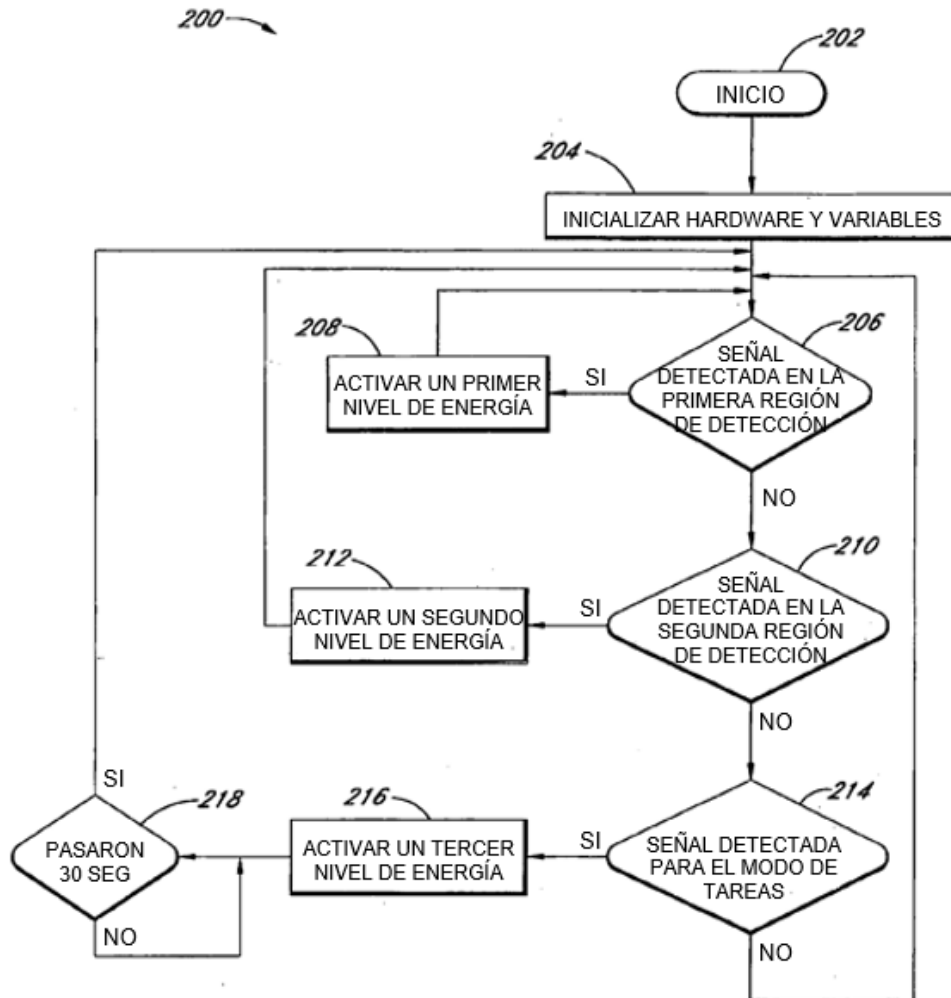 200
202
INICIO
204
INICIALIZAR HARDWARE Y VARIABLES
206
SEÑAL
DETECTADA EN LA
PRIMERA REGIÓN
DE DETECCIÓN
SI
208
ACTIVAR UN PRIMER
NIVEL DE ENERGÍA
NO
210
SEÑAL
DETECTADA EN LA
SEGUNDA REGIÓN
DE DETECCIÓN
SI
212
ACTIVAR UN SEGUNDO
NIVEL DE ENERGÍA
NO
214
SEÑAL DETECTADA
PARA EL MODO DE
TAREAS
SI
216
ACTIVAR UN TERCER
NIVEL DE ENERGÍA
218
PASARON
30 SEG
SI
NO
NO